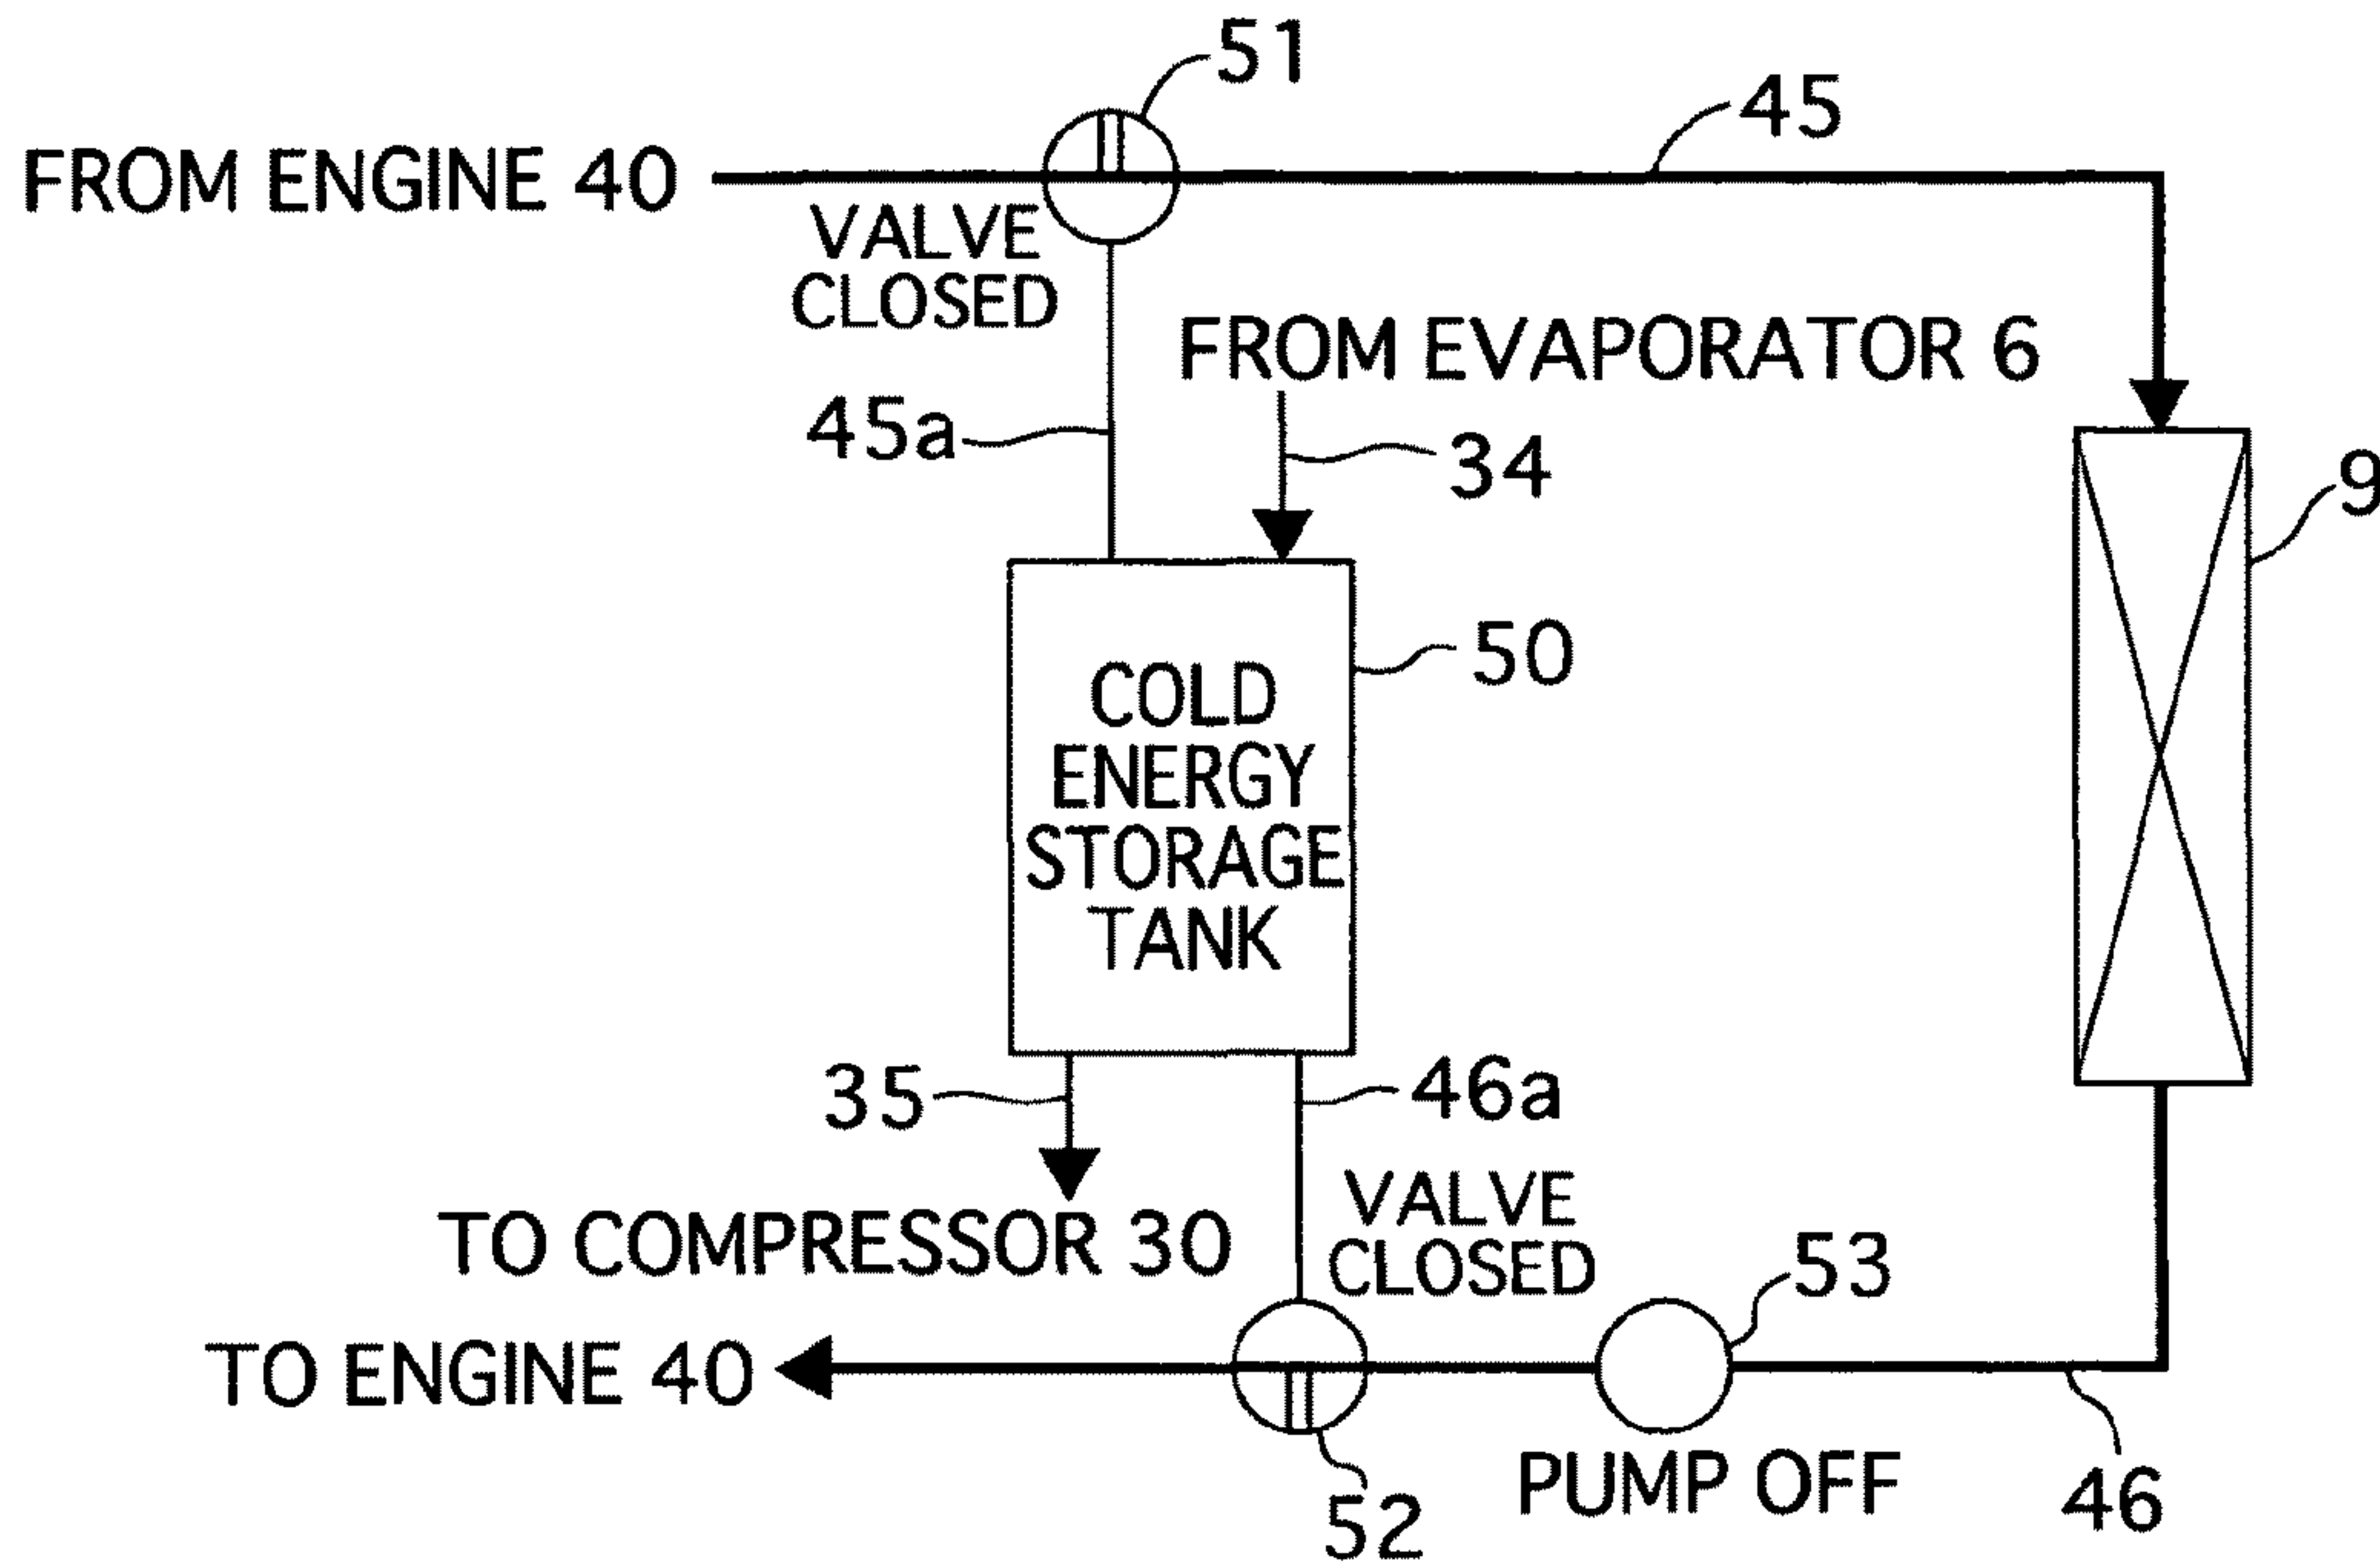 51
45
FROM ENGINE 40
VALVE
CLOSED
FROM EVAPORATOR 6
45a
34
9
50
COLD
ENERGY
STORAGE
TANK
35
46a
TO COMPRESSOR 30
VALVE
CLOSED
53
TO ENGINE 40
PUMP OFF
46
52